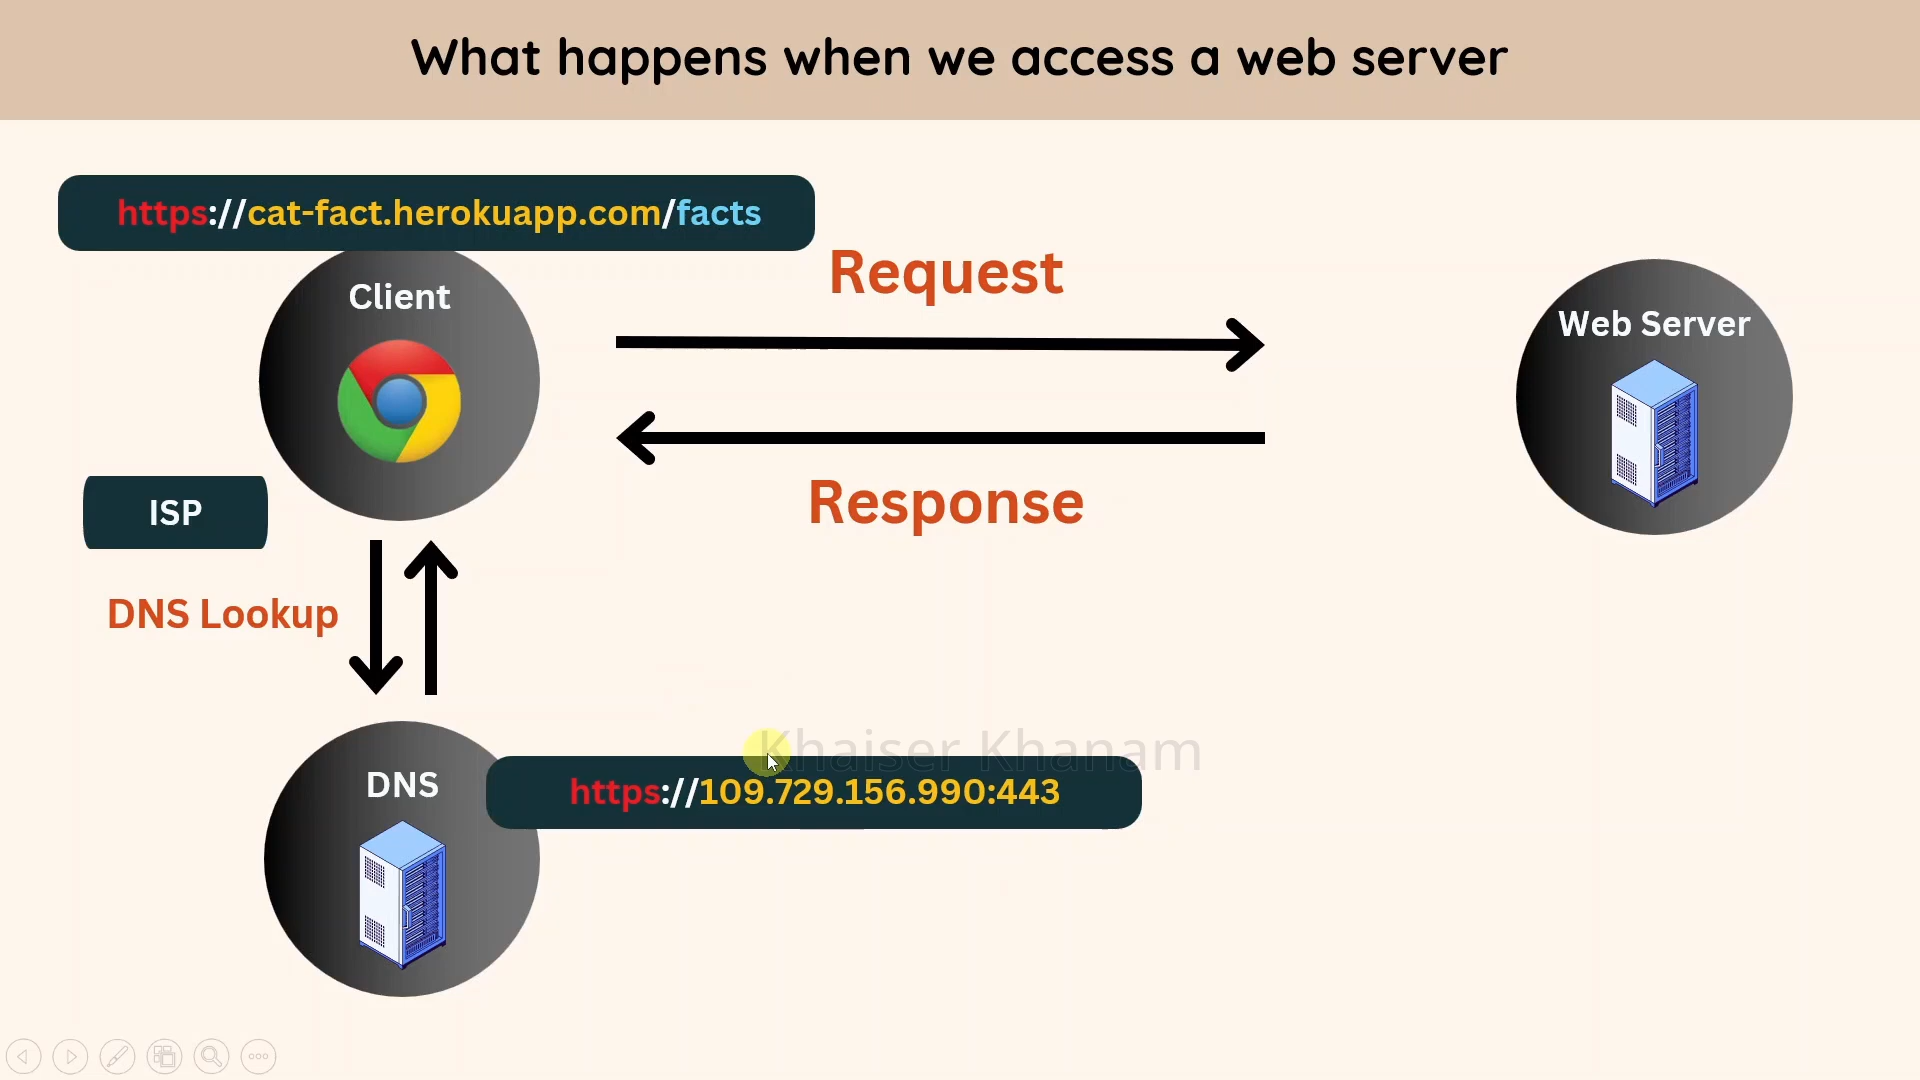 What happens when we access a web server
https://cat-fact.herokuapp.com/facts
Request
Client
Web Server
Response
ISP
DNS Lookup
Khaiser Khanam
DNS
https://109.729.156.990:443